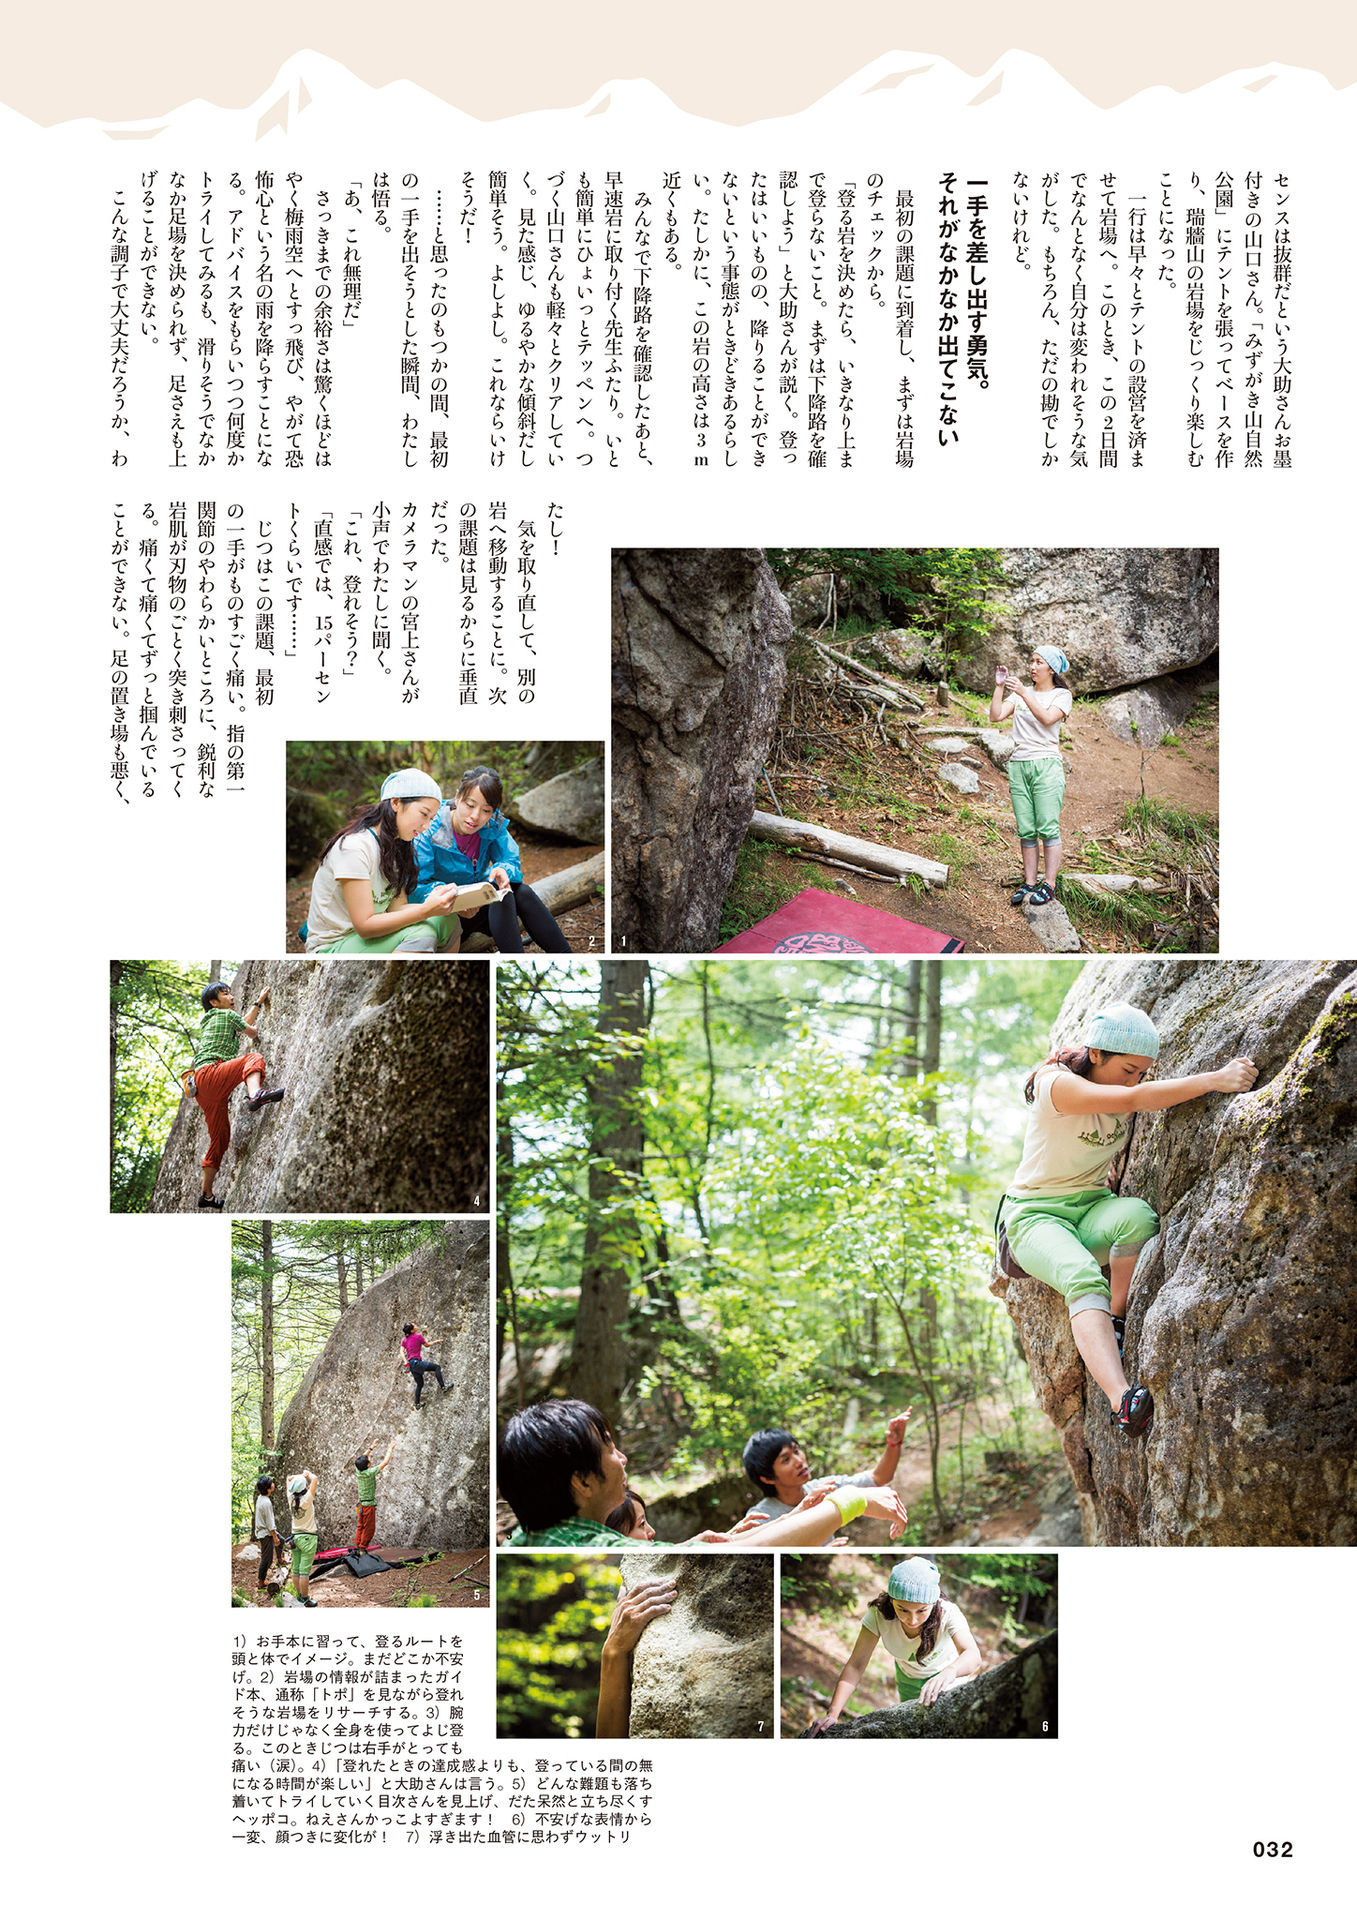 センスは抜群だという大助さんお墨
付きの山口さん。「みずがき山自然
公園」にテントを張ってベースを作
り、瑞牆山の岩場をじっくり楽しむ
ことになった。
一行は早々とテントの設営を済ま
せて岩場へ。このとき、この2日間
でなんとなく自分は変われそうな気
がした。もちろん、ただの勘でしか
ないけれど。
一手を差し出す勇気。
それがなかなか出てこない
最初の課題に到着し、まずは岩場
のチェックから。
「登る岩を決めたら、いきなり上ま
で登らないこと。まずは下降路を確
認しよう」と大助さんが説く。登っ
たはいいものの、降りることができ
ないという事態がときどきあるらし
い。たしかに、この岩の高さは3m
近くもある。
みんなで下降路を確認したあと、
早速岩に取り付く先生ふたり。いと
も簡単にひょいっとテッペンへ。つ
づく山口さんも軽々とクリアしてい
く。見た感じ、ゆるやかな傾斜だし
簡単そう。よしよし。これならいけ
そうだ！
……と思ったのもつかの間、最初
の一手を出そうとした瞬間、わたし
は悟る。
「あ、これ無理だ」
さっきまでの余裕さは驚くほどは
やく梅雨空へとすっ飛び、やがて恐
怖心という名の雨を降らすことにな
る。アドバイスをもらいつつ何度か
トライしてみるも、滑りそうでなか
なか足場を決められず、足さえも上
げることができない。
こんな調子で大丈夫だろうか、わ
たし！
気を取り直して、別の
岩へ移動することに。次
の課題は見るからに垂直
だった。
カメラマンの宮上さんが
小声でわたしに聞く。
「これ、登れそう？」
「直感では、15パーセン
トくらいです……」
じつはこの課題、最初
の一手がものすごく痛い。指の第一
関節のやわらかいところに、鋭利な
岩肌が刃物のごとく突き刺さってく
る。痛くて痛くてずっと掴んでいる
ことができない。足の置き場も悪く、
1
2
3
4
5
6
7
1）お手本に習って、登るルートを
頭と体でイメージ。まだどこか不安
げ。2）岩場の情報が詰まったガイ
ド本、通称「トポ」を見ながら登れ
そうな岩場をリサーチする。3）腕
力だけじゃなく全身を使ってよじ登
る。このときじつは右手がとっても
痛い（涙）。4）「登れたときの達成感よりも、登っている間の無
になる時間が楽しい」と大助さんは言う。5）どんな難題も落ち
着いてトライしていく目次さんを見上げ、だた呆然と立ち尽くす
ヘッポコ。ねえさんかっこよすぎます！　6）不安げな表情から
一変、顔つきに変化が！　7）浮き出た血管に思わずウットリ
032